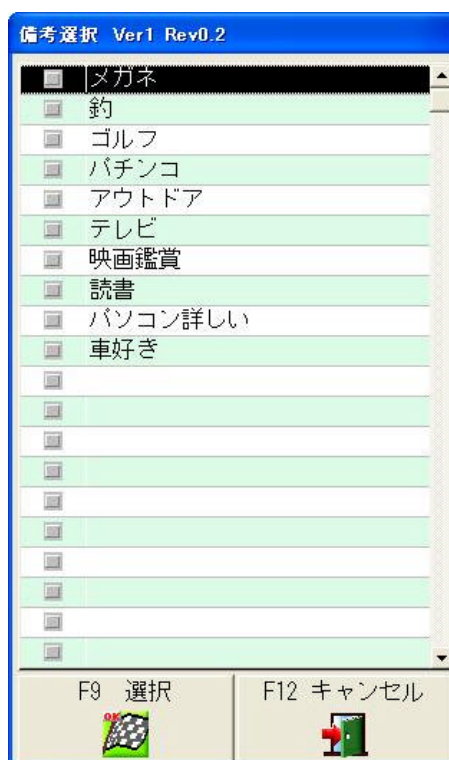 備考選択 Ver1 Rev0.2
メガネ
釣
ゴルフ
パチンコ
アウトドア
テレビ
映画鑑賞
読書
パソコン詳しい
車好き
F9 選択
F12 キャンセル
OK